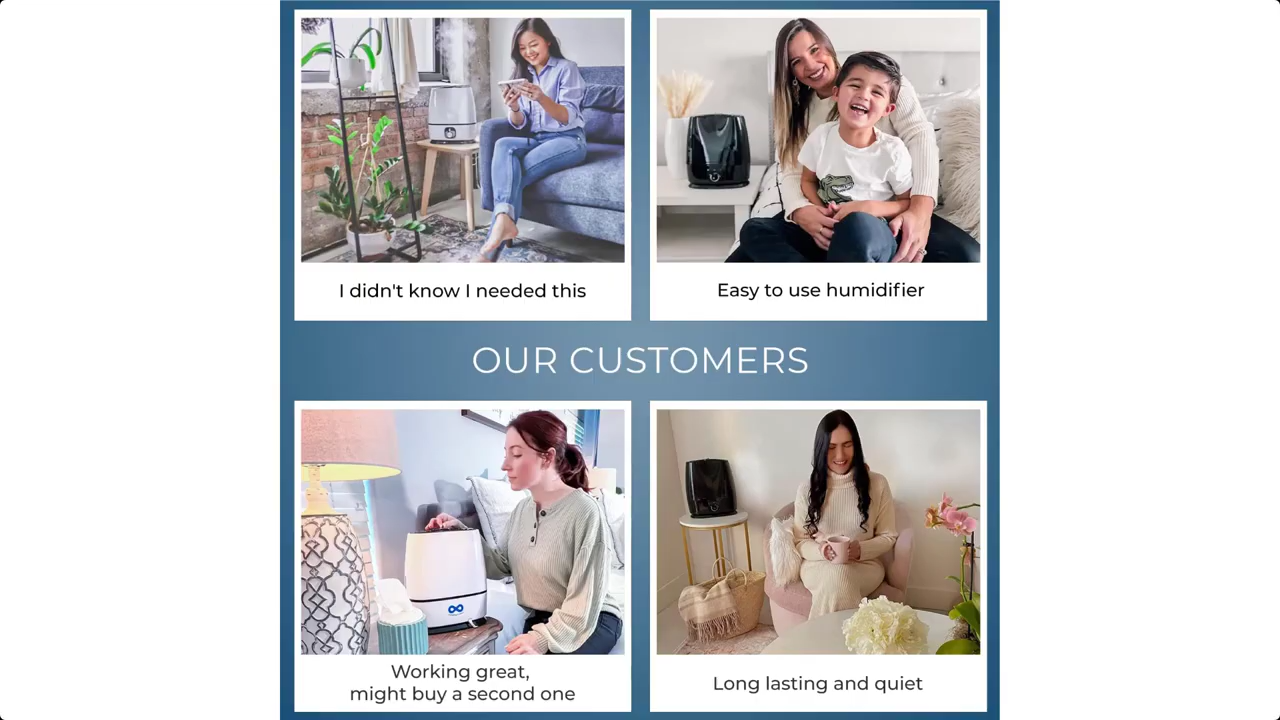 I didn't know I needed this
Easy to use humidifier
OUR CUSTOMERS
Working great,
might buy a second one
Long lasting and quiet